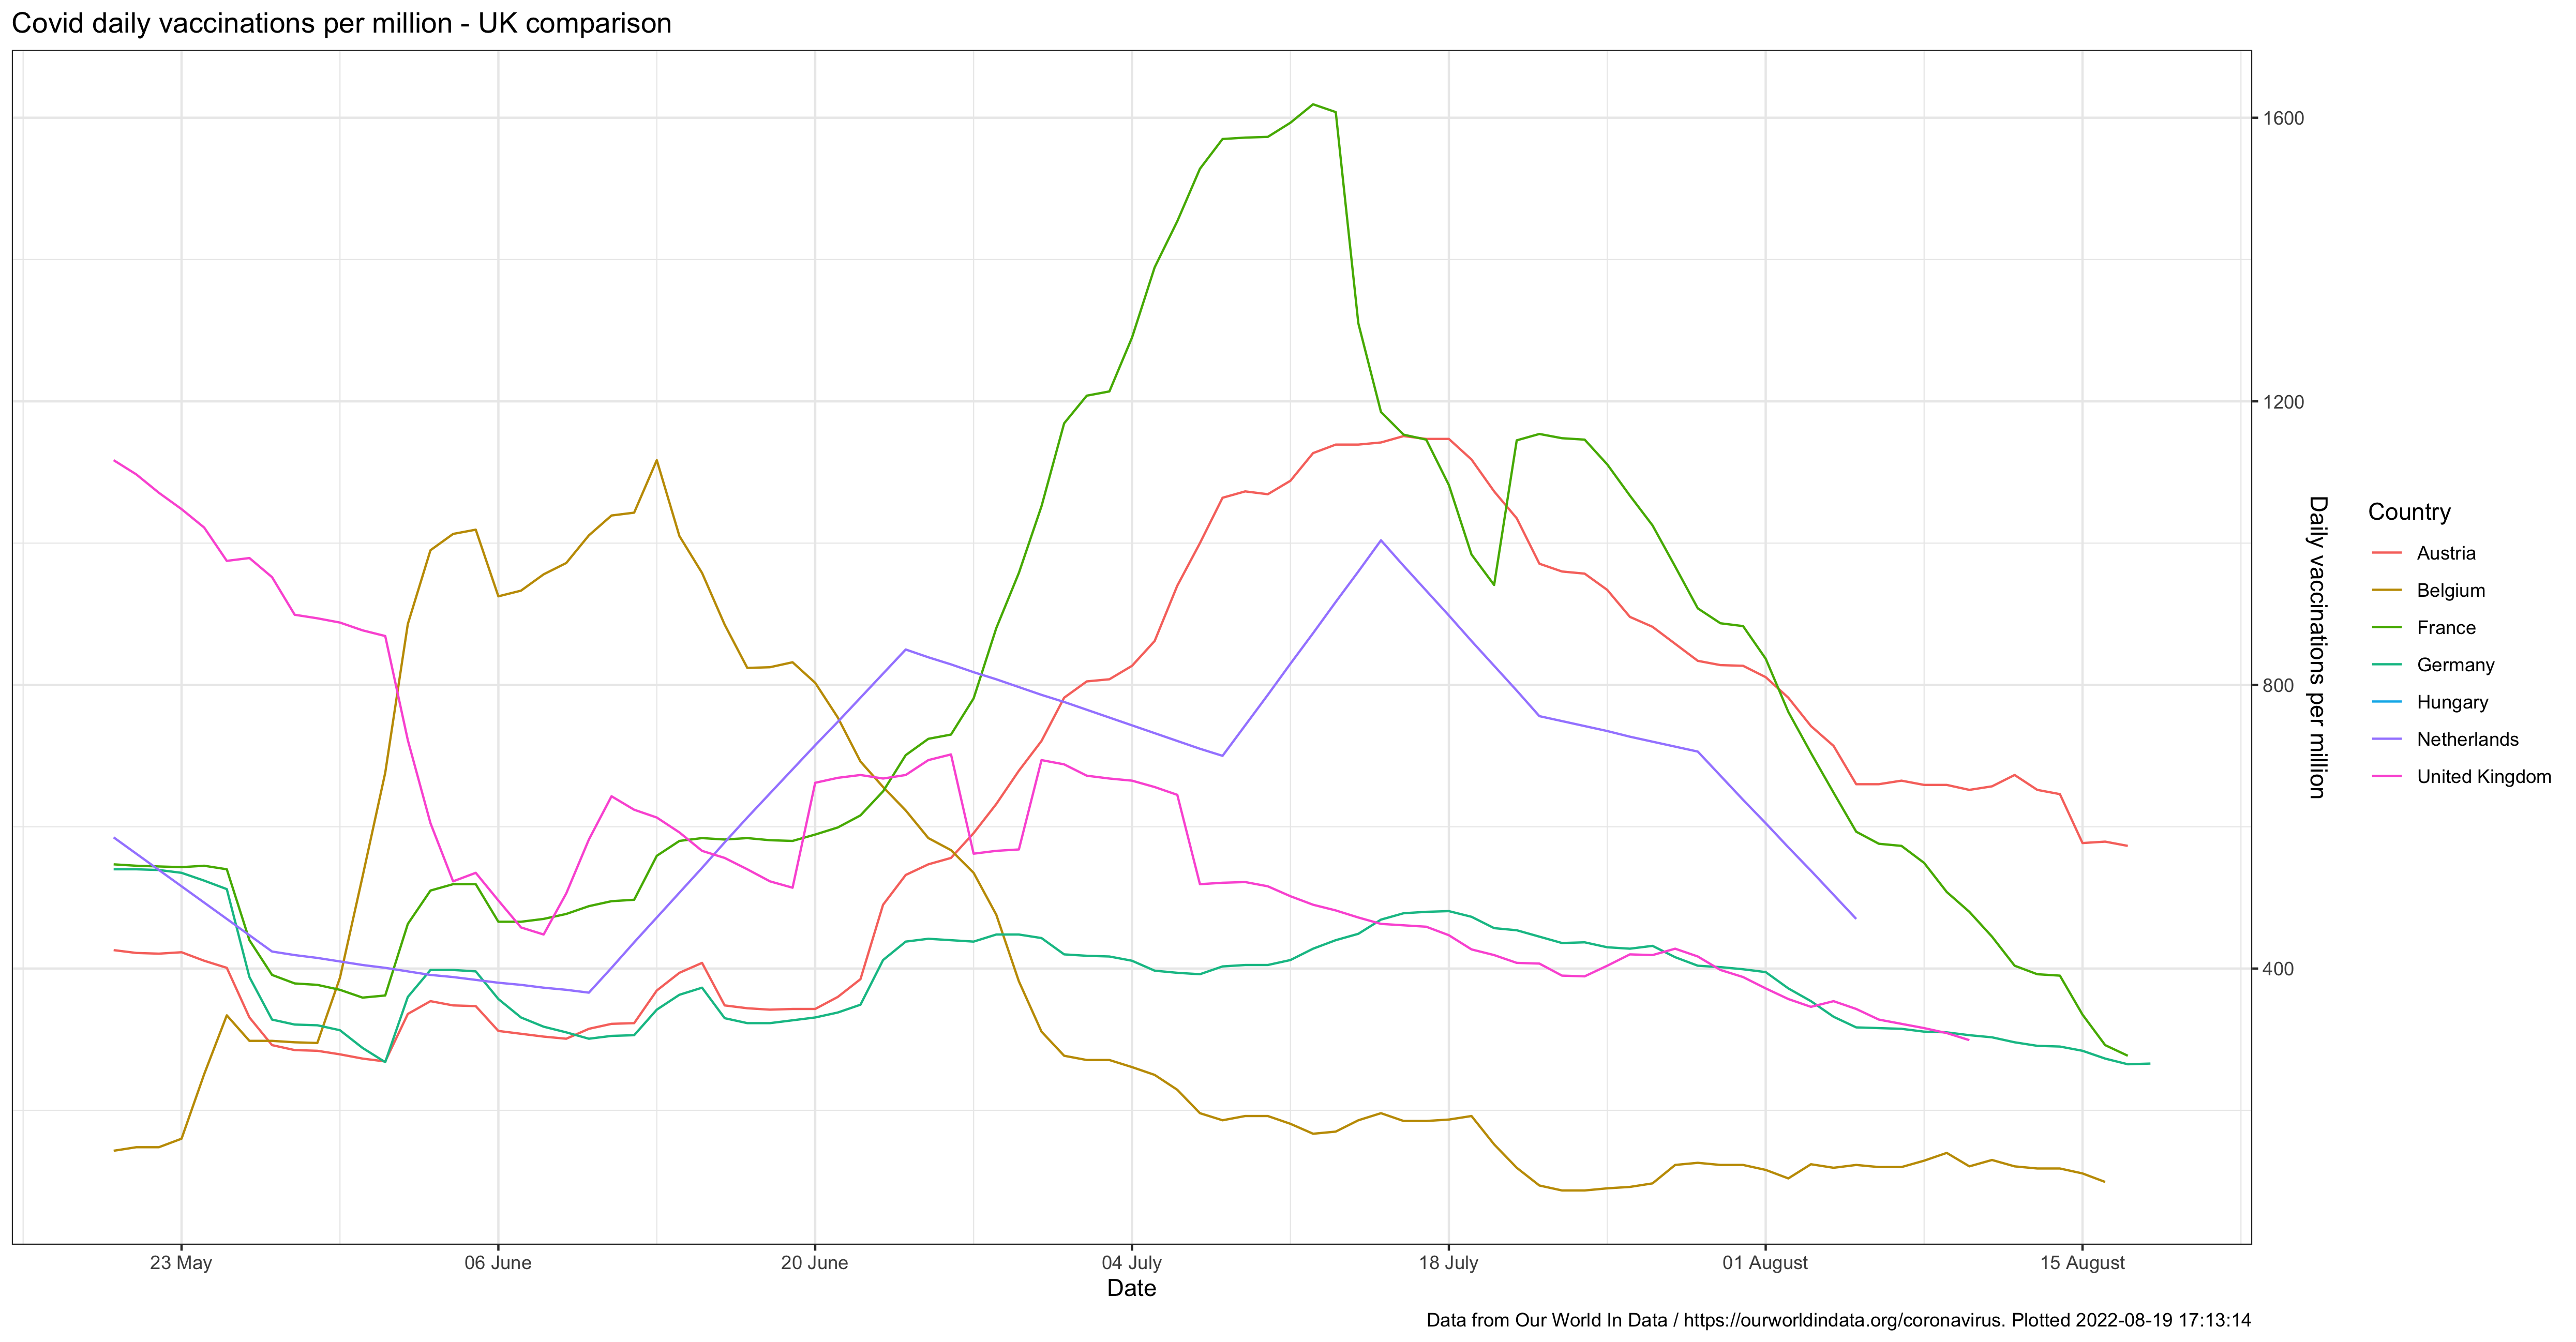 Covid daily vaccinations per million - UK comparison
1600
1200
800
400
Daily vaccinations per million
Country
Austria
Belgium
France
Germany
Hungary
Netherlands
United Kingdom
23 May
06 June
20 June
04 July
18 July
01 August
15 August
Date
Data from Our World In Data / https://ourworldindata.org/coronavirus. Plotted 2022-08-19 17:13:14